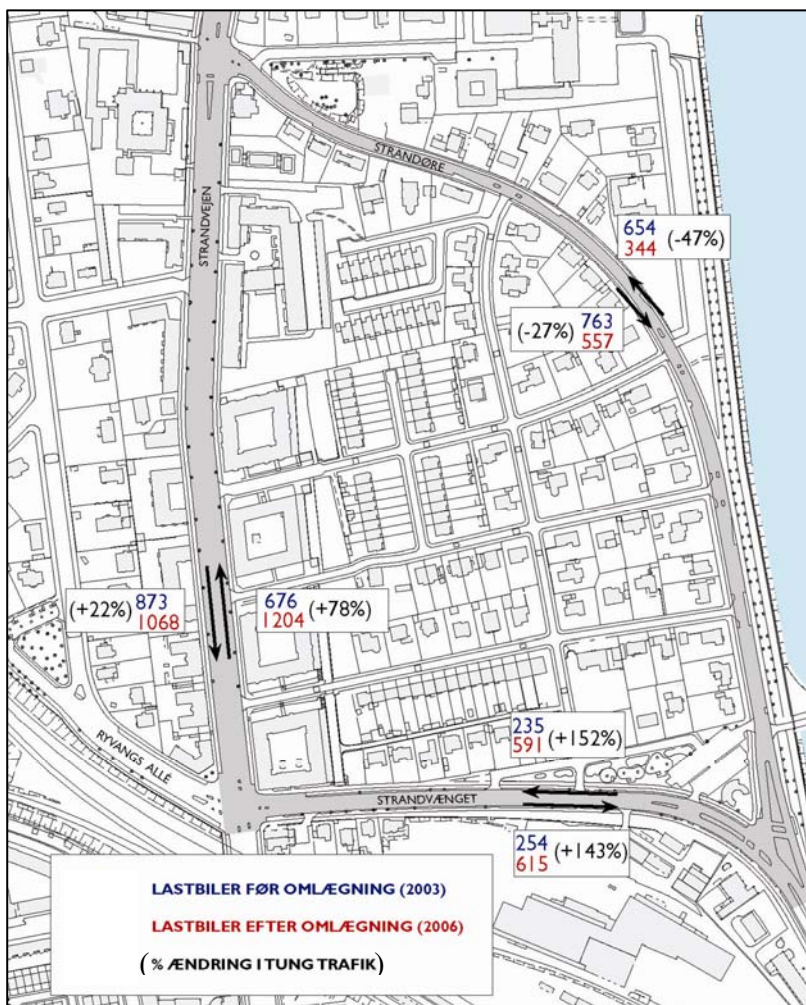 STRANDVEJEN
STRANDØRE
654
344 (-47%)
(-27%) 763
557
(+22%) 873
1068
676
1204 (+78%)
RYVANGS ALLÉ
235
591 (+152%)
STRANDVÆNGET
254
615 (+143%)
LASTBILER FØR OMLÆGNING (2003)
LASTBILER EFTER OMLÆGNING (2006)
(% ÆNDRING I TUNG TRAFIK)